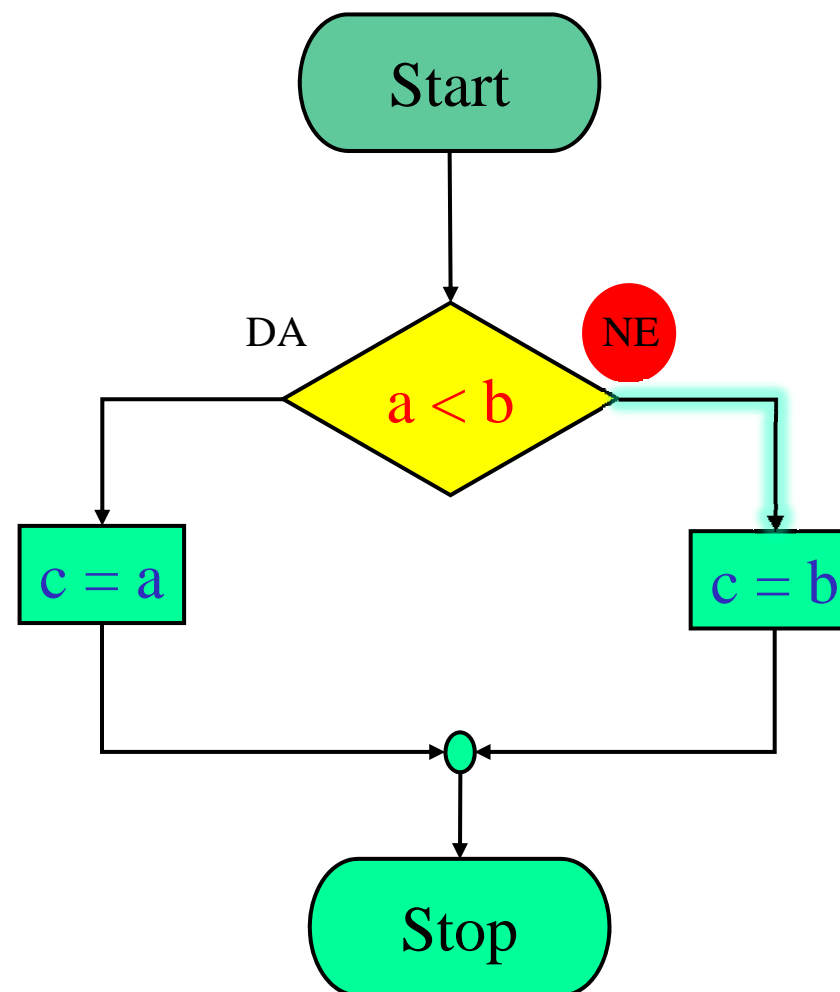 Start
DA
NE
a < b
c = a
c = b
Stop